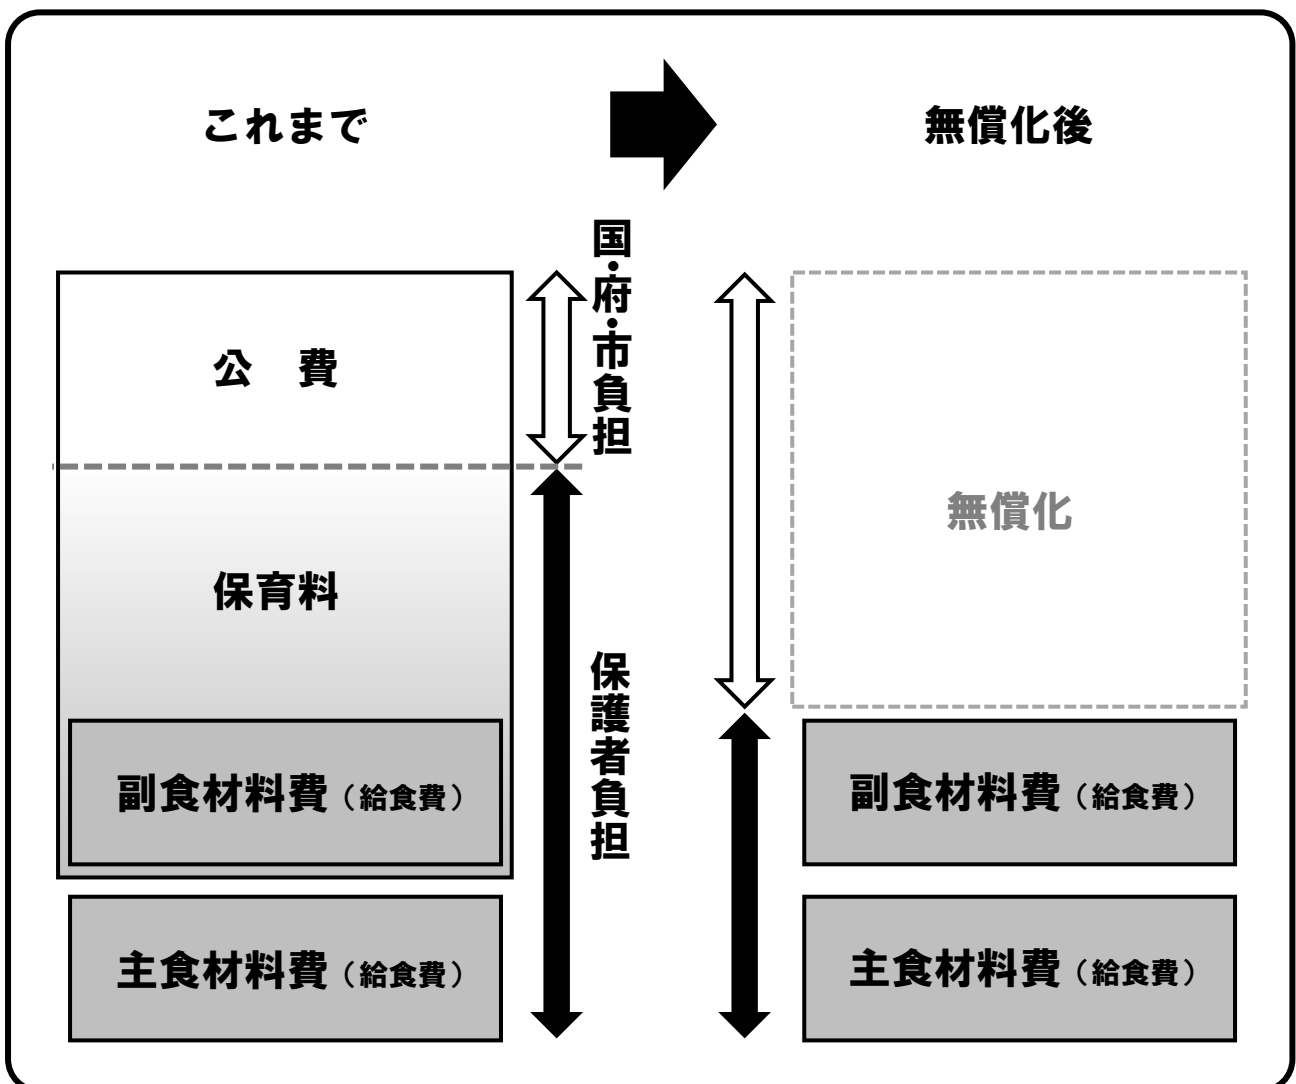 これまで
無償化後
公　費
保育料
副食材料費（給食費）
主食材料費（給食費）
国・府・市負担
保護者負担
無償化
副食材料費（給食費）
主食材料費（給食費）